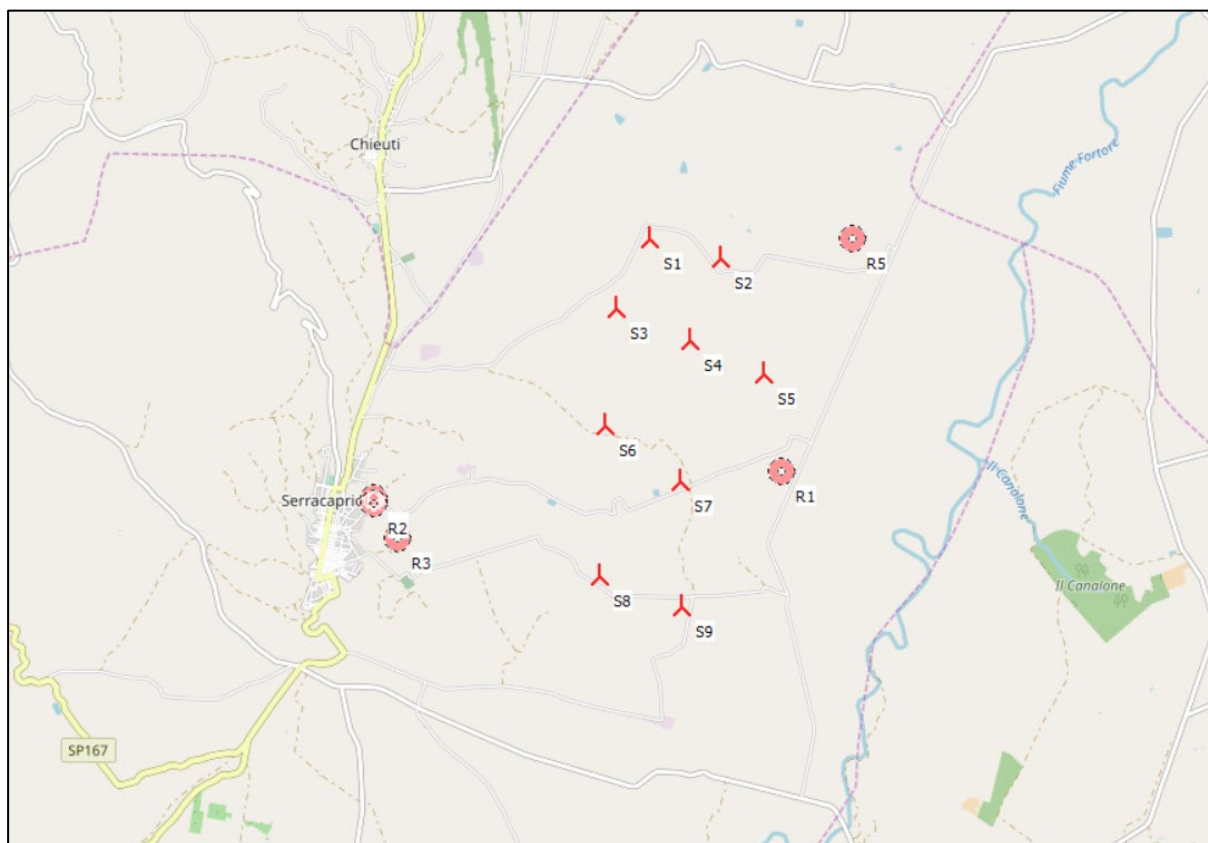 Chieuti
Fiume Fortore
S1
S2
R5
S3
S4
S5
S6
S7
R1
Il Canalone
Serracaprio
R2
R3
Il Canalone
S8
S9
SP167